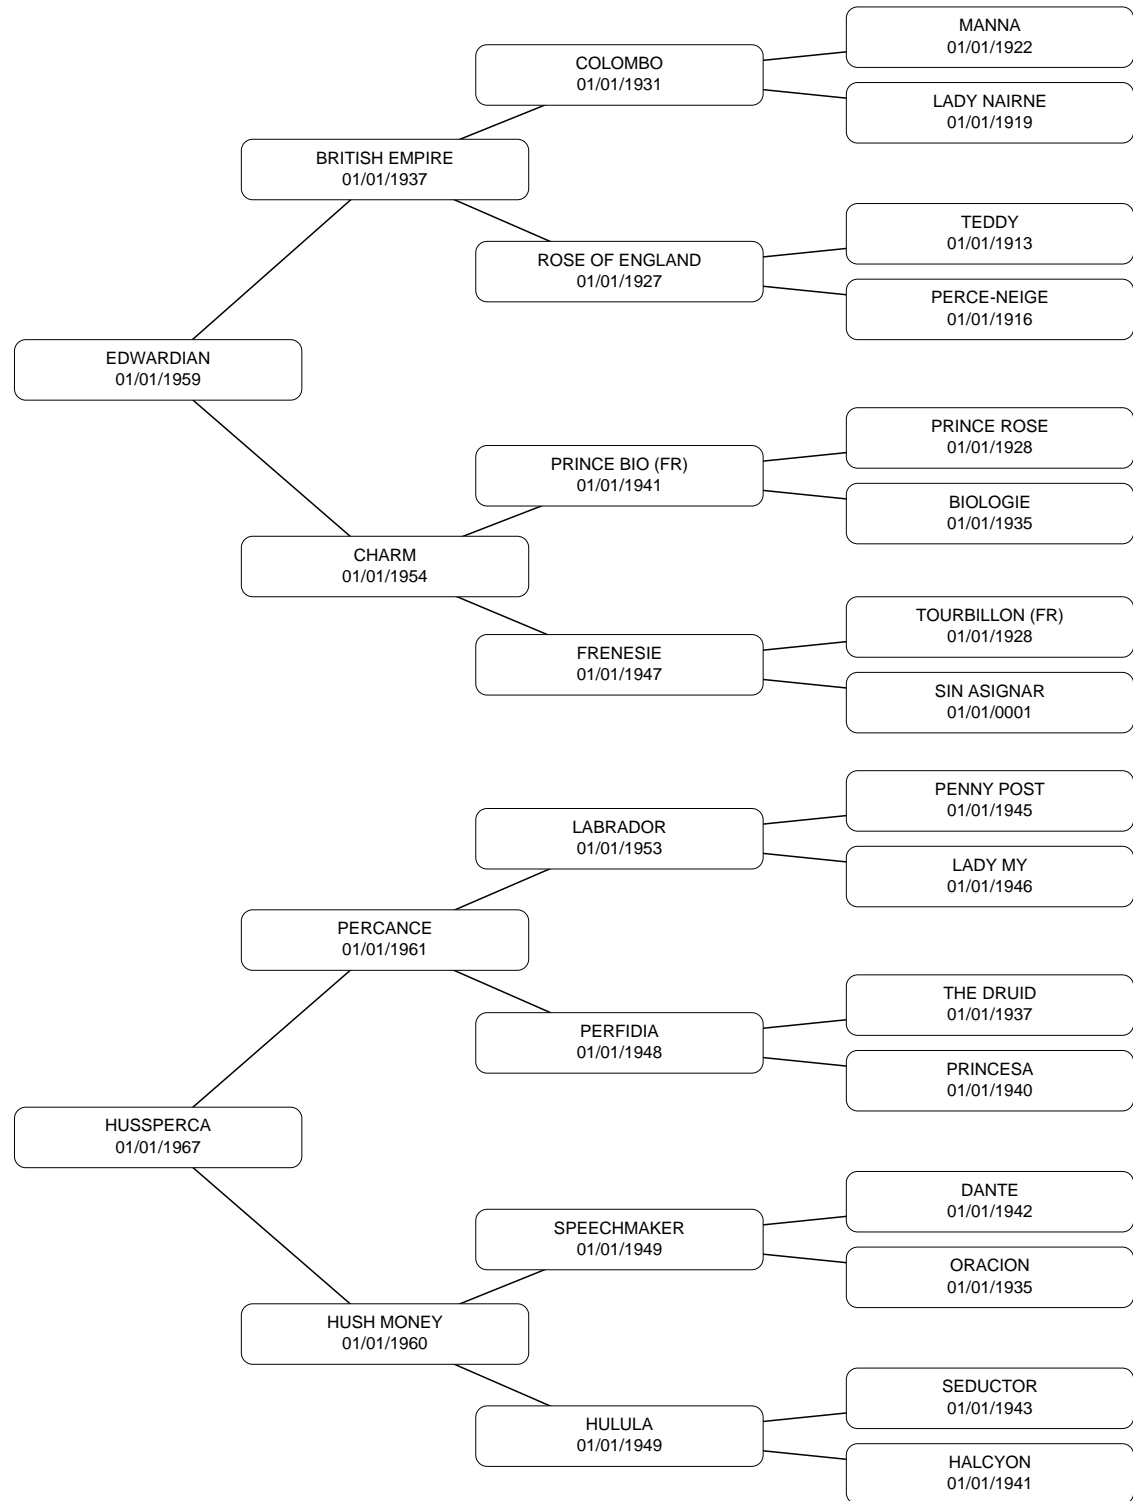 MANNA
01/01/1922
COLOMBO
01/01/1931
LADY NAIRNE
01/01/1919
BRITISH EMPIRE
01/01/1937
TEDDY
01/01/1913
ROSE OF ENGLAND
01/01/1927
PERCE-NEIGE
01/01/1916
EDWARDIAN
01/01/1959
PRINCE ROSE
01/01/1928
PRINCE BIO (FR)
01/01/1941
BIOLOGIE
01/01/1935
CHARM
01/01/1954
TOURBILLON (FR)
01/01/1928
FRENESIE
01/01/1947
SIN ASIGNAR
01/01/0001
PENNY POST
01/01/1945
LABRADOR
01/01/1953
LADY MY
01/01/1946
PERCANCE
01/01/1961
THE DRUID
01/01/1937
PERFIDIA
01/01/1948
PRINCESA
01/01/1940
HUSSPERCA
01/01/1967
DANTE
01/01/1942
SPEECHMAKER
01/01/1949
ORACION
01/01/1935
HUSH MONEY
01/01/1960
SEDUCTOR
01/01/1943
HULULA
01/01/1949
HALCYON
01/01/1941